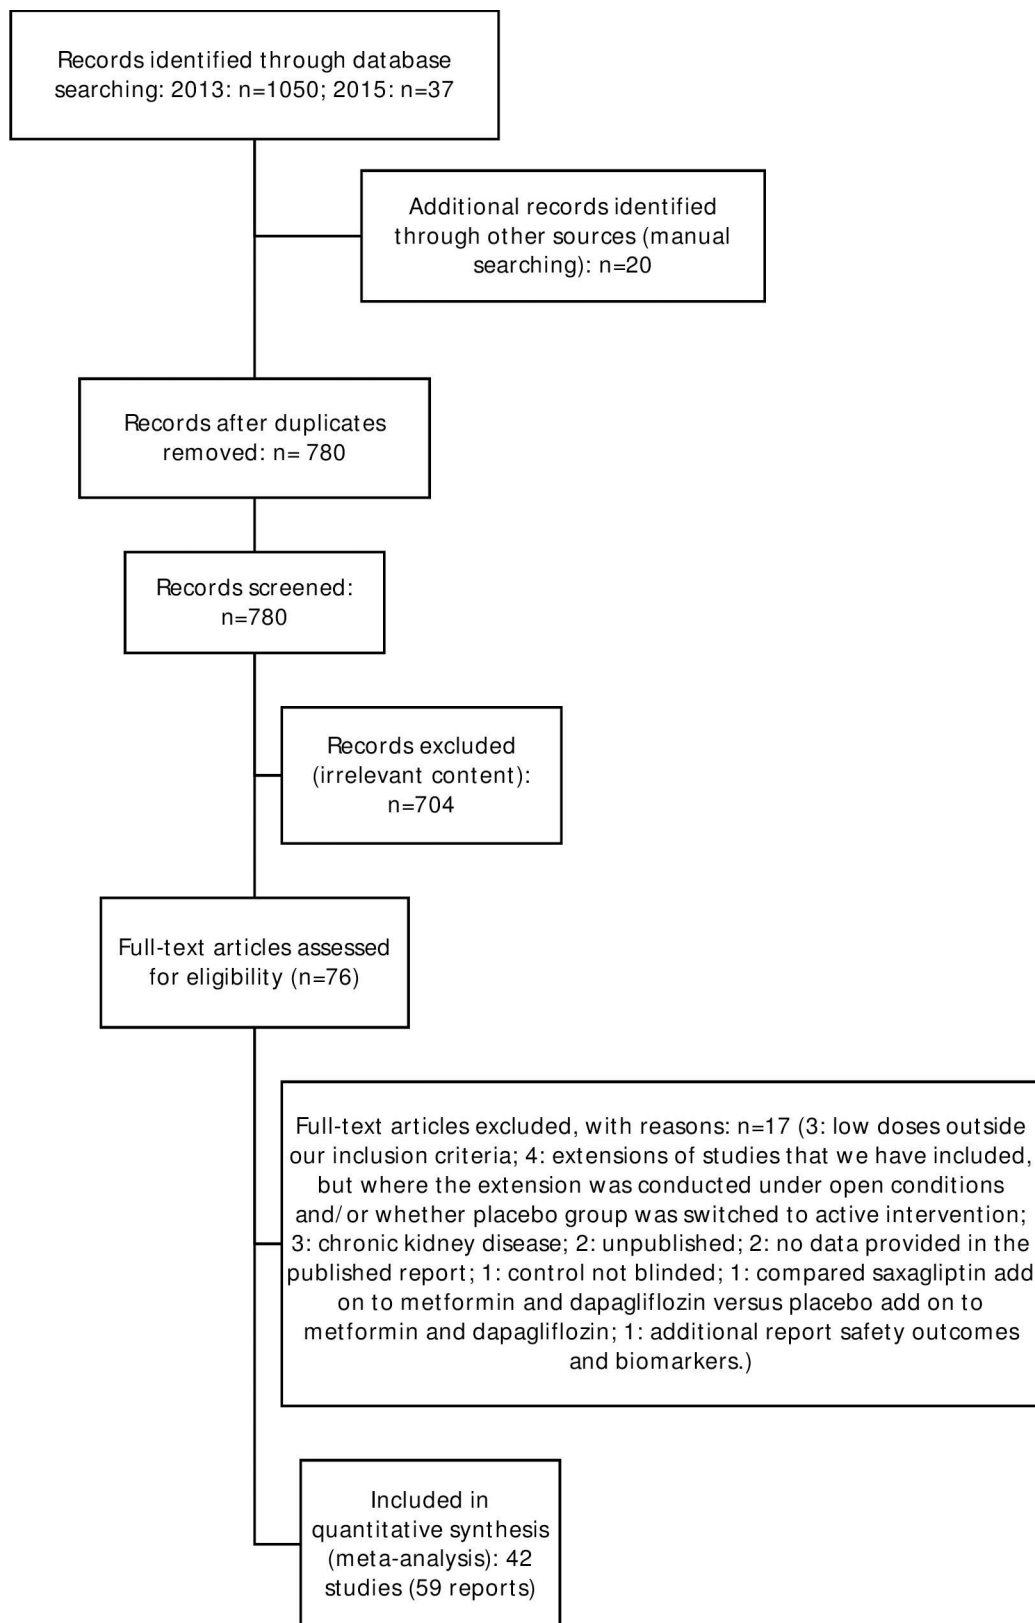 Records identified through database
searching: 2013: n=1050; 2015: n=37
Additional records identified
through other sources (manual
searching): n=20
Records after duplicates
removed: n= 780
Records screened:
n=780
Records excluded
(irrelevant content):
n=704
Full-text articles assessed
for eligibility (n=76)
Full-text articles excluded, with reasons: n=17 (3: low doses outside
our inclusion criteria; 4: extensions of studies that we have included,
but where the extension was conducted under open conditions
and/or whether placebo group was switched to active intervention;
3: chronic kidney disease; 2: unpublished; 2: no data provided in the
published report; 1: control not blinded; 1: compared saxagliptin add
on to metformin and dapagliflozin versus placebo add on to
metformin and dapagliflozin; 1: additional report safety outcomes
and biomarkers.)
Included in
quantitative synthesis
(meta-analysis): 42
studies (59 reports)